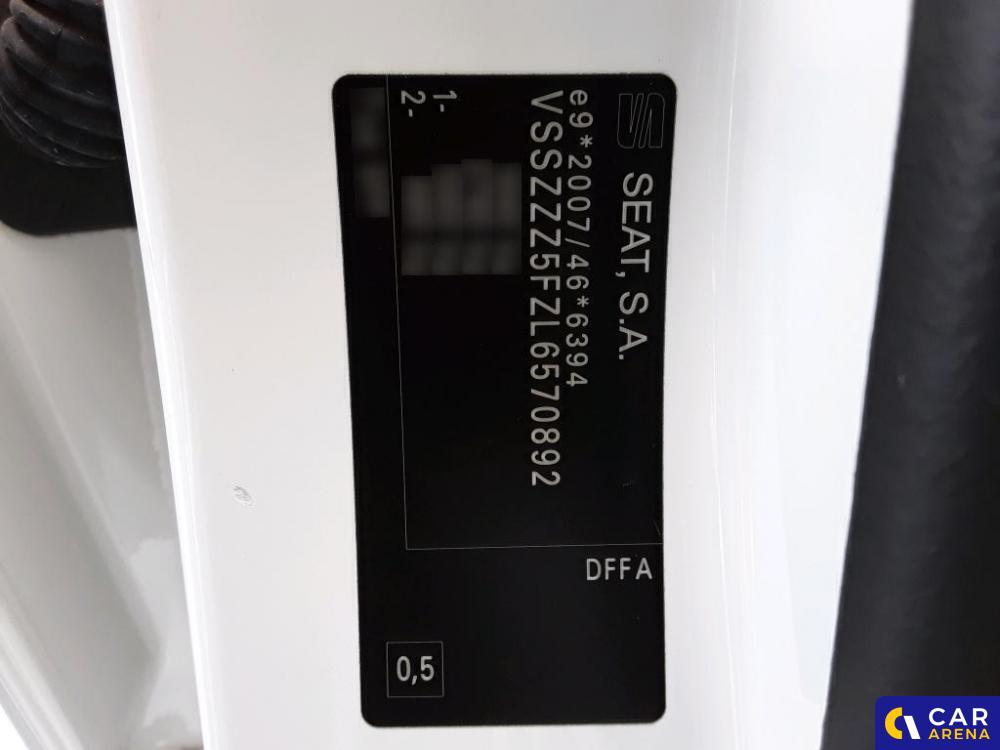 SEAT, S.A.
e9*2007/46*6394
VSSZZZ5FZL6570892
1-
2-
DFFA
0,5
CAR
ARENA